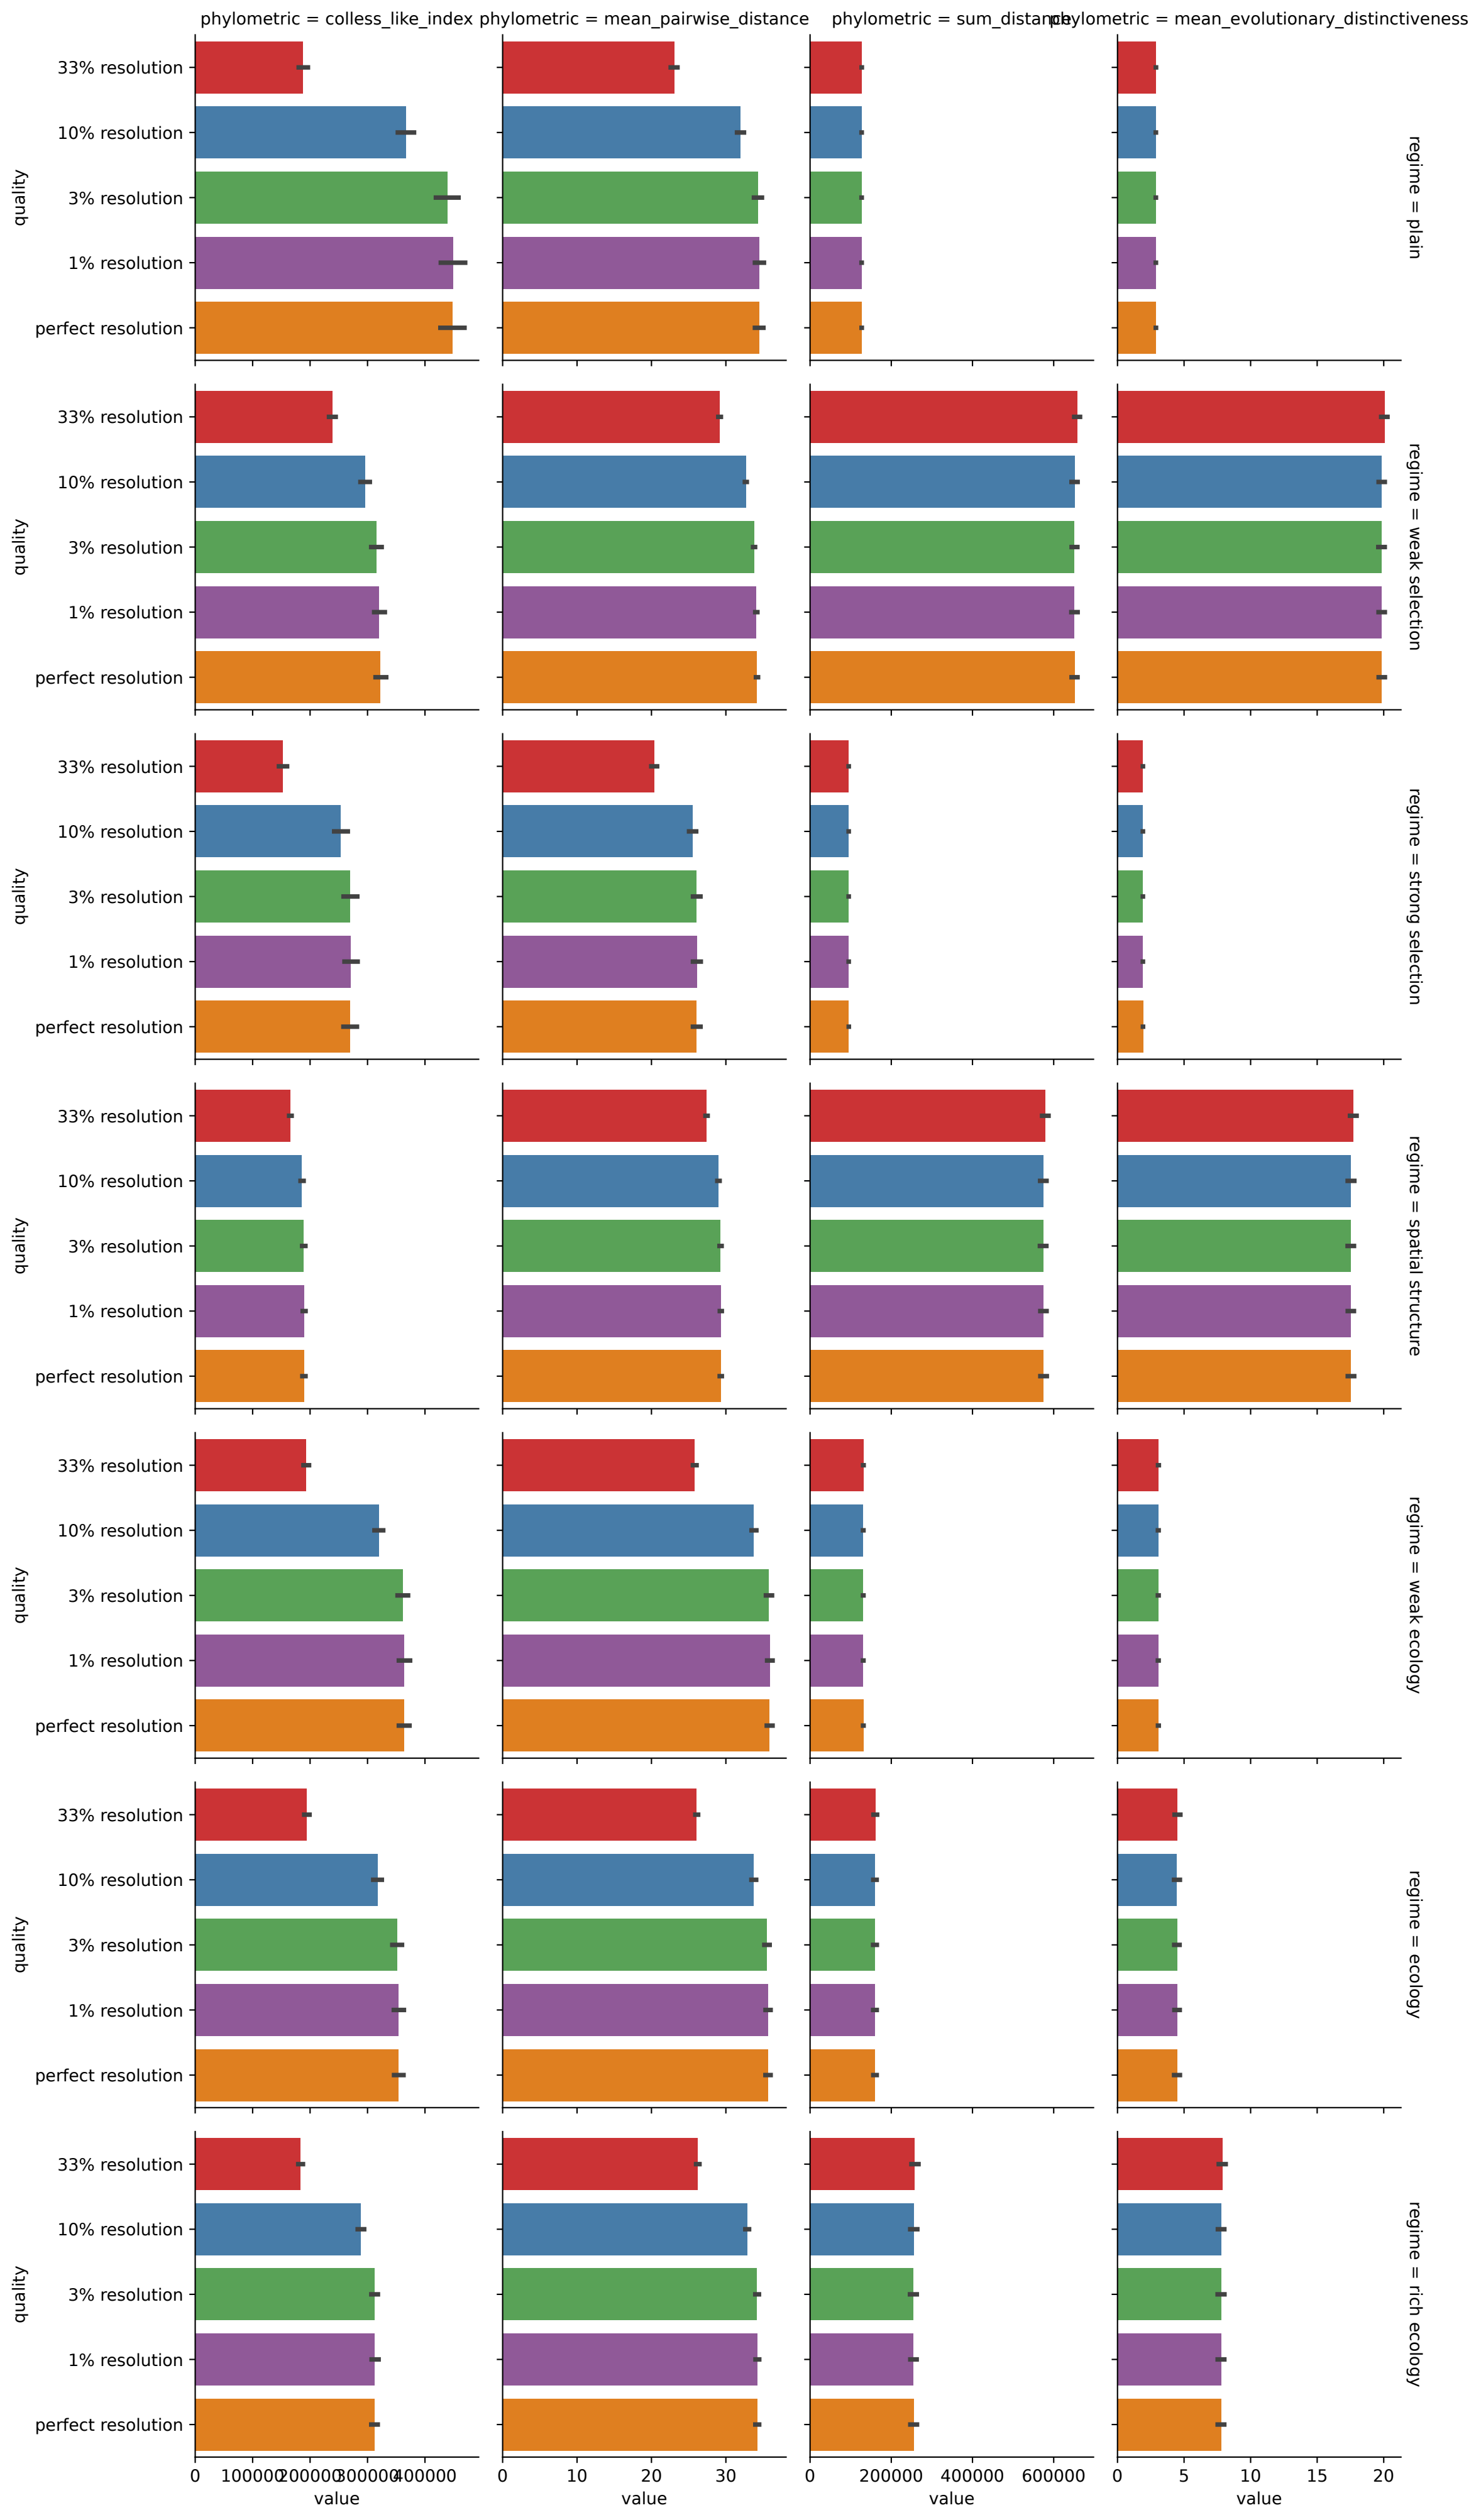 phylometric = colless_like_index
phylometric = mean_pairwise_distance
phylometric = sum_distance
phylometric = mean_evolutionary_distinctiveness
33% resolution
10% resolution
3% resolution
1% resolution
perfect resolution
quality
regime = plain
33% resolution
10% resolution
3% resolution
1% resolution
perfect resolution
quality
regime = weak selection
33% resolution
10% resolution
3% resolution
1% resolution
perfect resolution
quality
regime = strong selection
33% resolution
10% resolution
3% resolution
1% resolution
perfect resolution
quality
regime = spatial structure
33% resolution
10% resolution
3% resolution
1% resolution
perfect resolution
quality
regime = weak ecology
33% resolution
10% resolution
3% resolution
1% resolution
perfect resolution
quality
regime = ecology
33% resolution
10% resolution
3% resolution
1% resolution
perfect resolution
quality
regime = rich ecology
0 100000 200000 300000 400000
value
0 10 20 30
value
0 200000 400000 600000
value
0 5 10 15 20
value